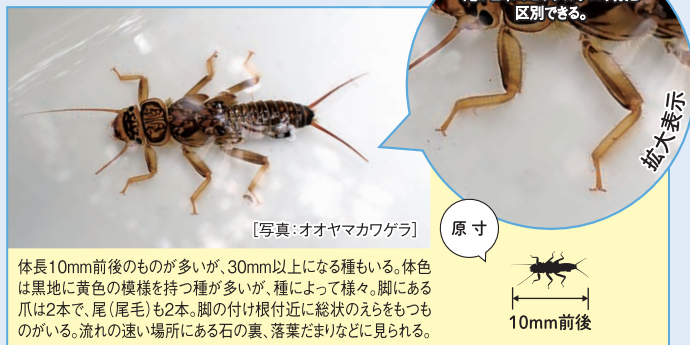 区別できる。
拡大表示
[写真:オオヤマカワゲラ]
原寸
10mm前後
体長10mm前後のものが多いが、30mm以上になる種もいる。体色
は黒地に黄色の模様を持つ種が多いが、種によって様々。脚にある
爪は2本で、尾(尾毛)も2本。脚の付け根付近に総状のえらをもつも
のがいる。流れの速い場所にある石の裏、落葉だまりなどに見られる。